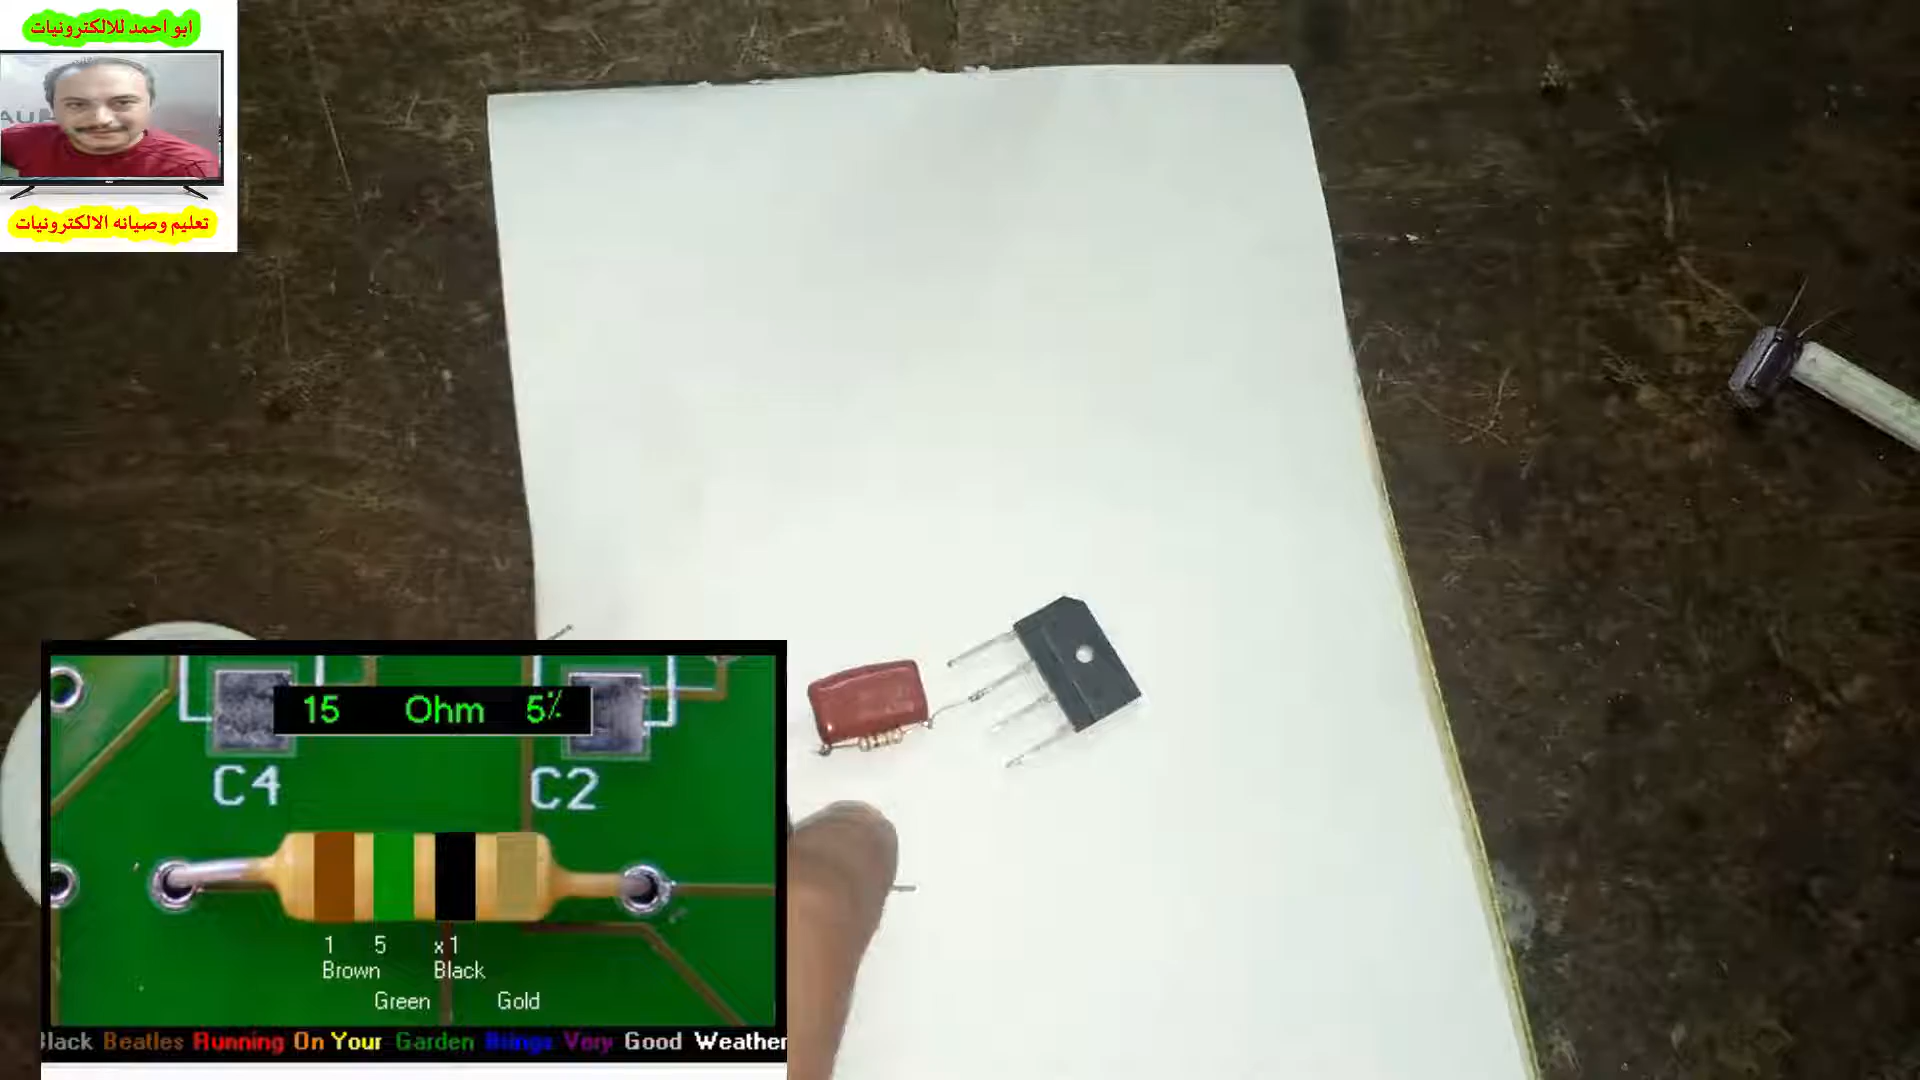 ابو احمد للالكترونيات
تعليم وصيانه الالكترونيات
15 Ohm 5%
C4 C2
1 5 x1
Brown Black
Green Gold
Black Beatles Running On Your Garden Brings Very Good Weather